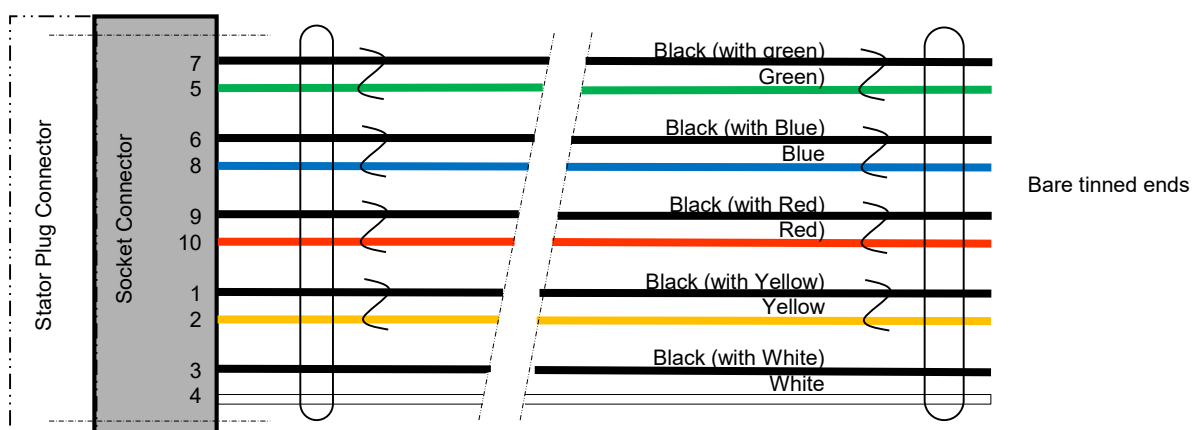 Stator Plug Connector
Socket Connector
7
Black (with green)
5
Green)
6
Black (with Blue)
8
Blue
9
Black (with Red)
10
Red)
1
Black (with Yellow)
2
Yellow
3
Black (with White)
4
White
Bare tinned ends